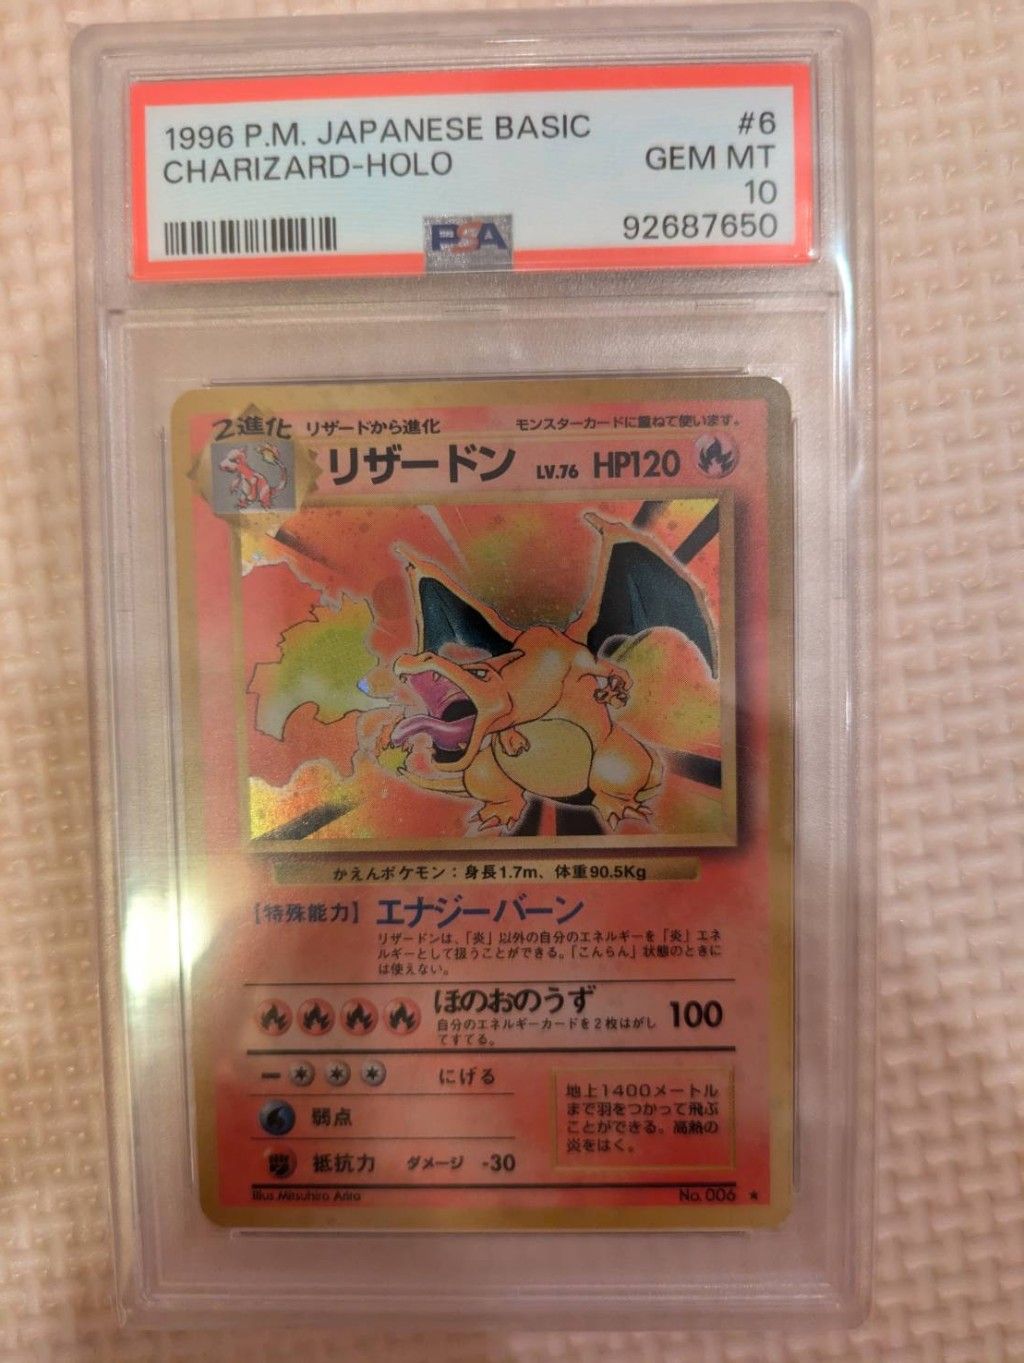 1996 P.M. JAPANESE BASIC #6
CHARIZARD-HOLO GEM MT
10
PSA 92687650
2進化 リザードから進化 モンスターカードに重ねて使います。
リザードン LV.76 HP120
かえんポケモン：身長1.7m、体重90.5Kg
【特殊能力】 エナジーバーン
リザードンは、「炎」以外の自分のエネルギーを「炎」エネ
ルギーとして扱うことができる。「こんらん」状態のときに
は使えない。
ほのおのうず 100
自分のエネルギーカードを２枚はがし
てすてる。
にげる
弱点
抵抗力 ダメージ -30
地上1400メートル
まで羽をつかって飛ぶ
ことができる。高熱の
炎をはく。
Illus.Mitsuhiro Arita No. 006 ★